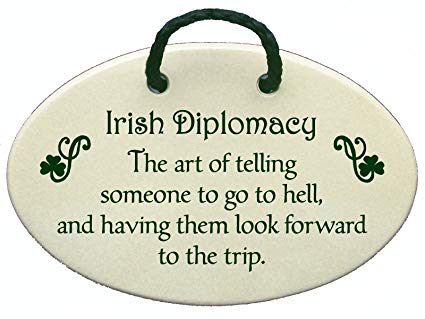 Irish Diplomacy
The art of telling
someone to go to hell,
and having them look forward
to the trip.